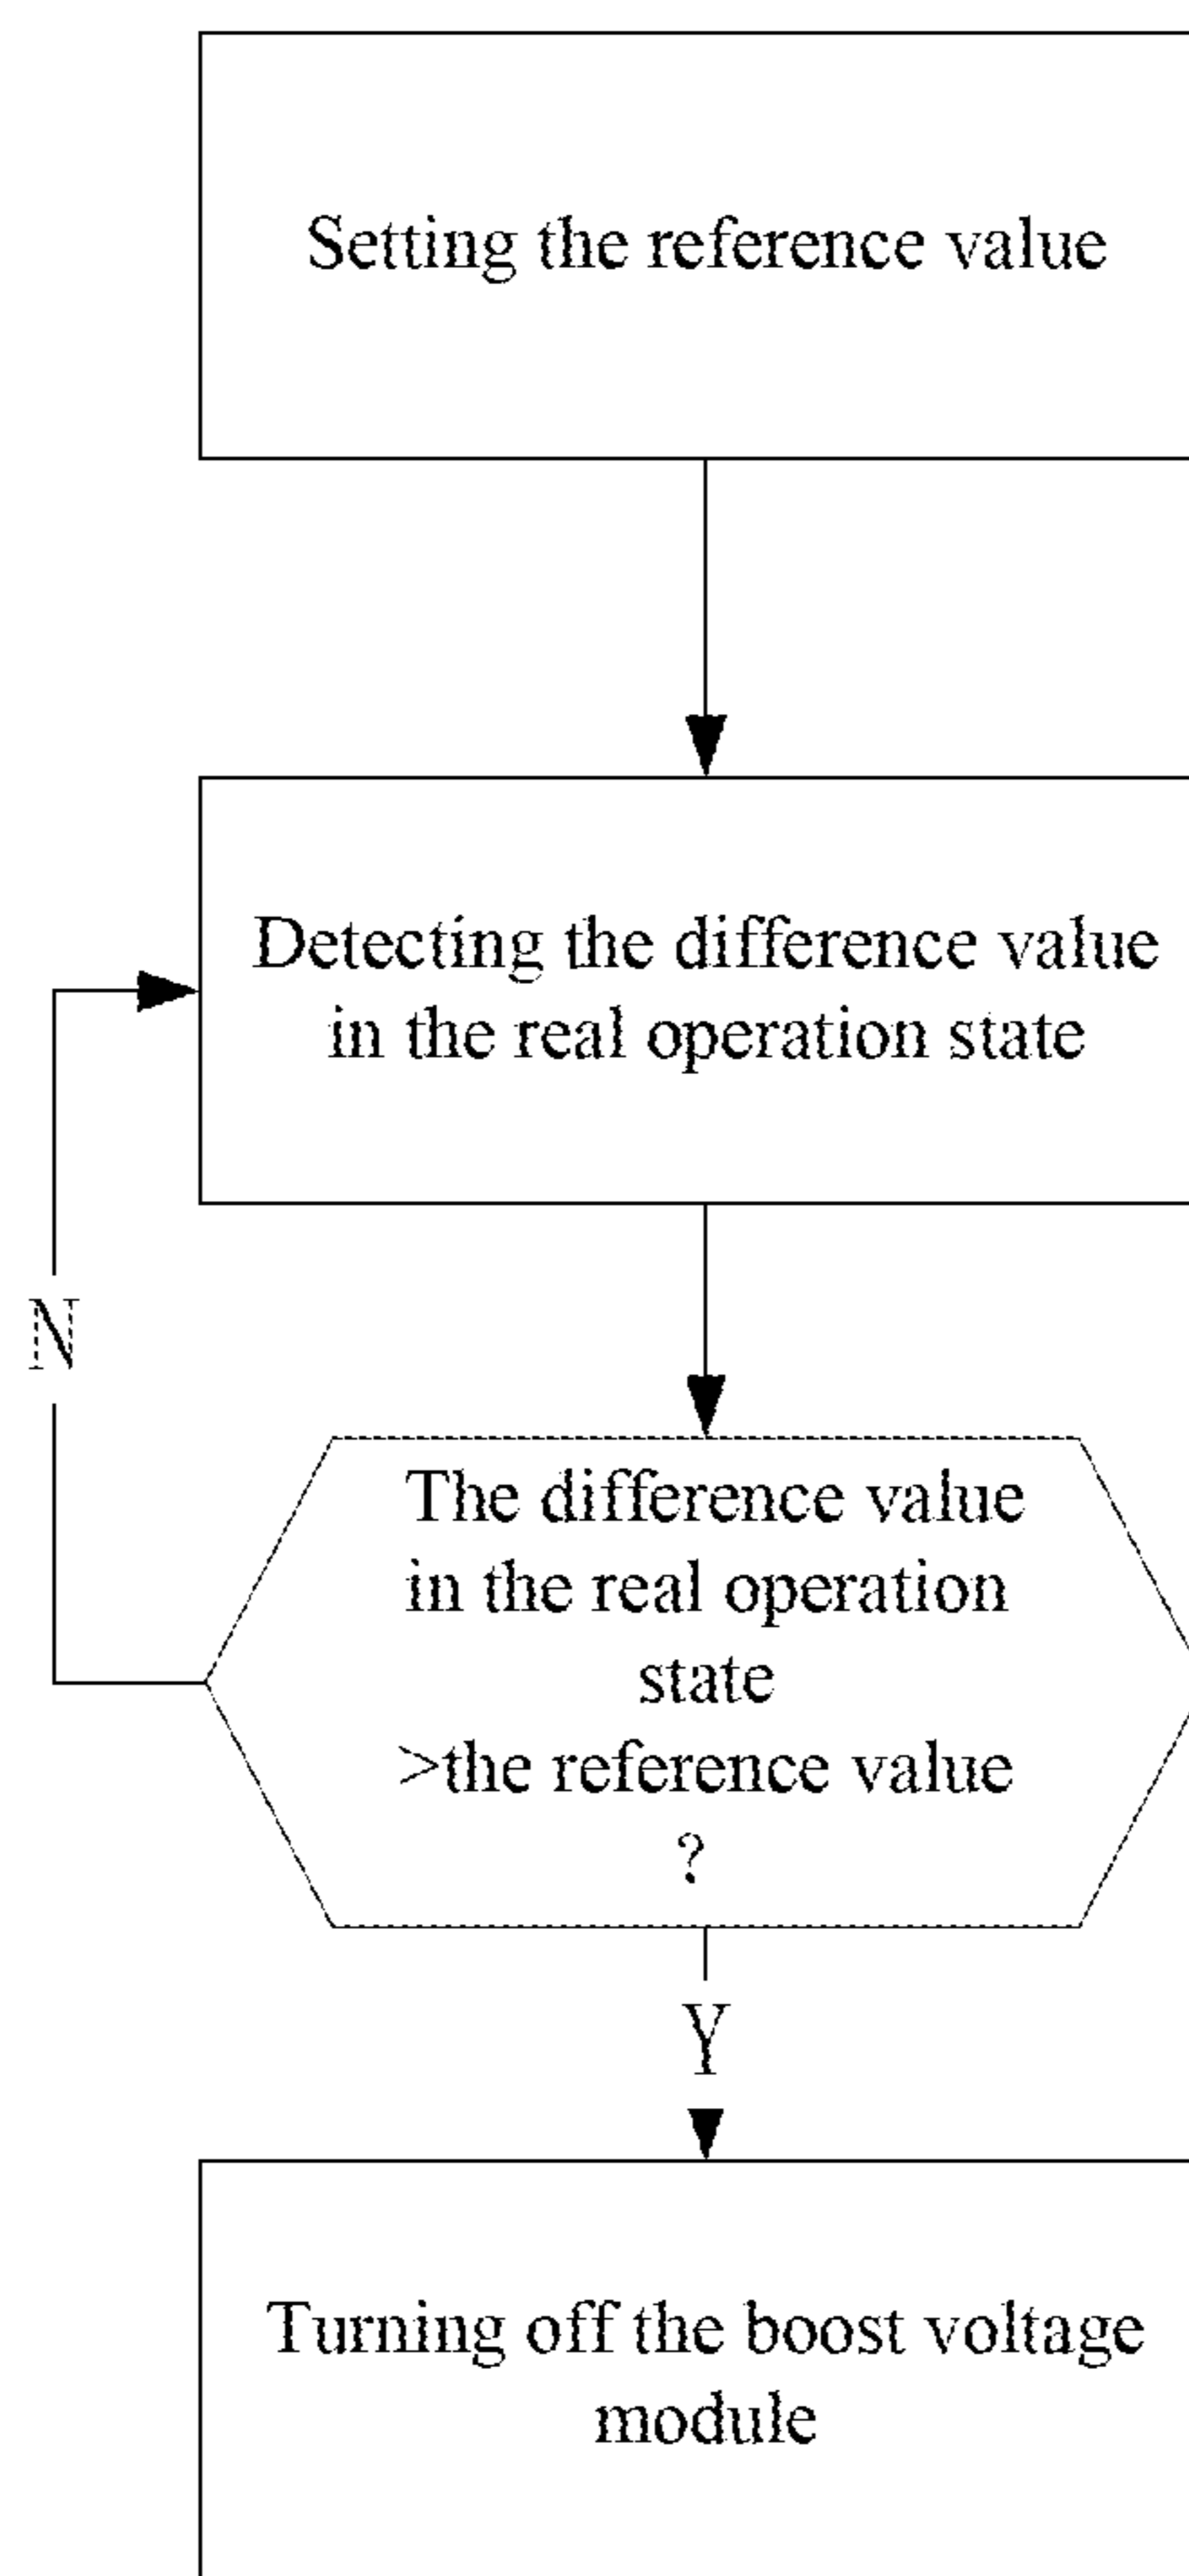 Setting the reference value
Detecting the difference value
in the real operation state
N
The difference value
in the real operation
state
>the reference value
?
Y
Turning off the boost voltage
module